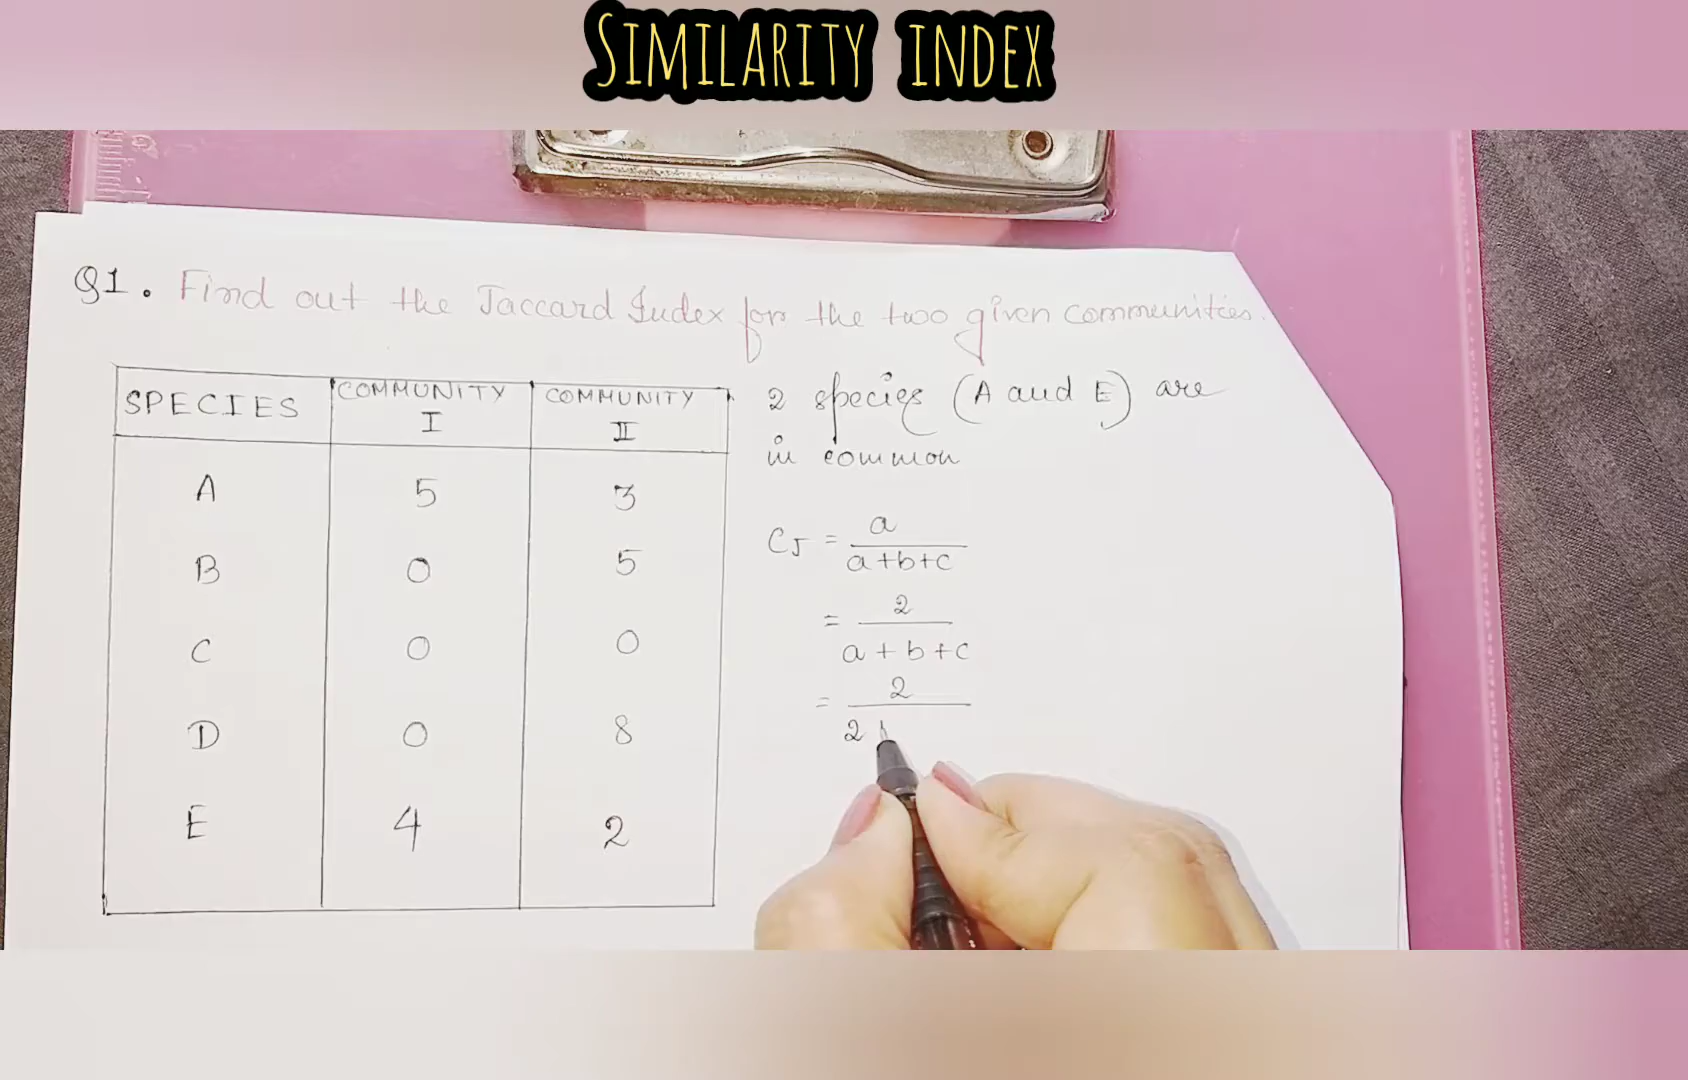 SIMILARITY INDEX
Q1. Find out the Jaccard Index for the two given communities.
SPECIES COMMUNITY I COMMUNITY II
A 5 3
B 0 5
C 0 0
D 0 8
E 4 2
2 species (A and E) are
in common
CJ = a
a+b+c
= 2
a + b + c
= 2
2